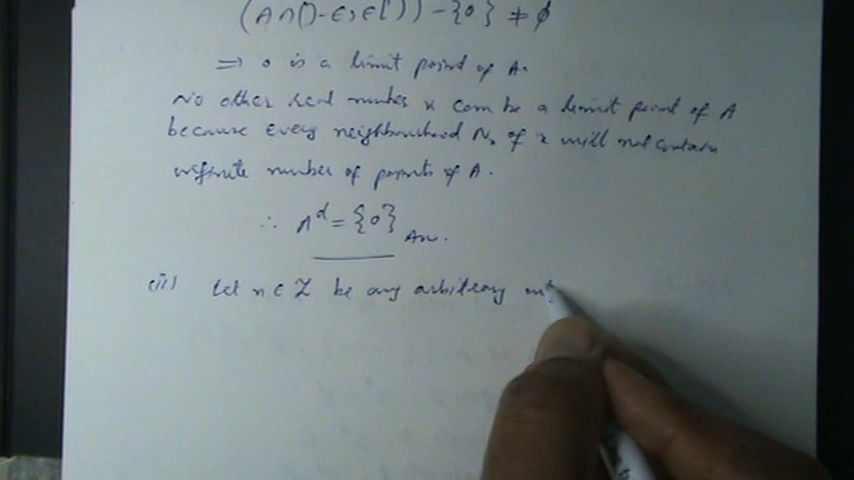 (A ∩ ]-ϵ, ϵ[ )) - {0} ≠ ϕ
⇒ 0 is a limit point of A.
No other real number x can be a limit point of A
because every neighbourhood Nₓ of x will not contain
infinite number of points of A.
∴ A^d = {0} Ans.
(ii) Let n ∈ Z be any arbitrary int